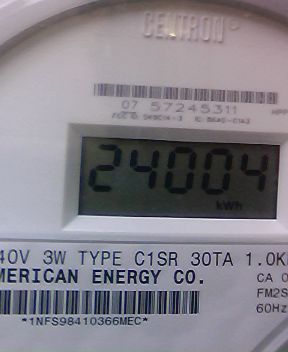 CENTRON®
07 57245311
24004
kWh
40V 3W TYPE C1SR 30TA 1.0K
MERICAN ENERGY CO.
CA 0
FM2S
60Hz
*1NFS98410366MEC*